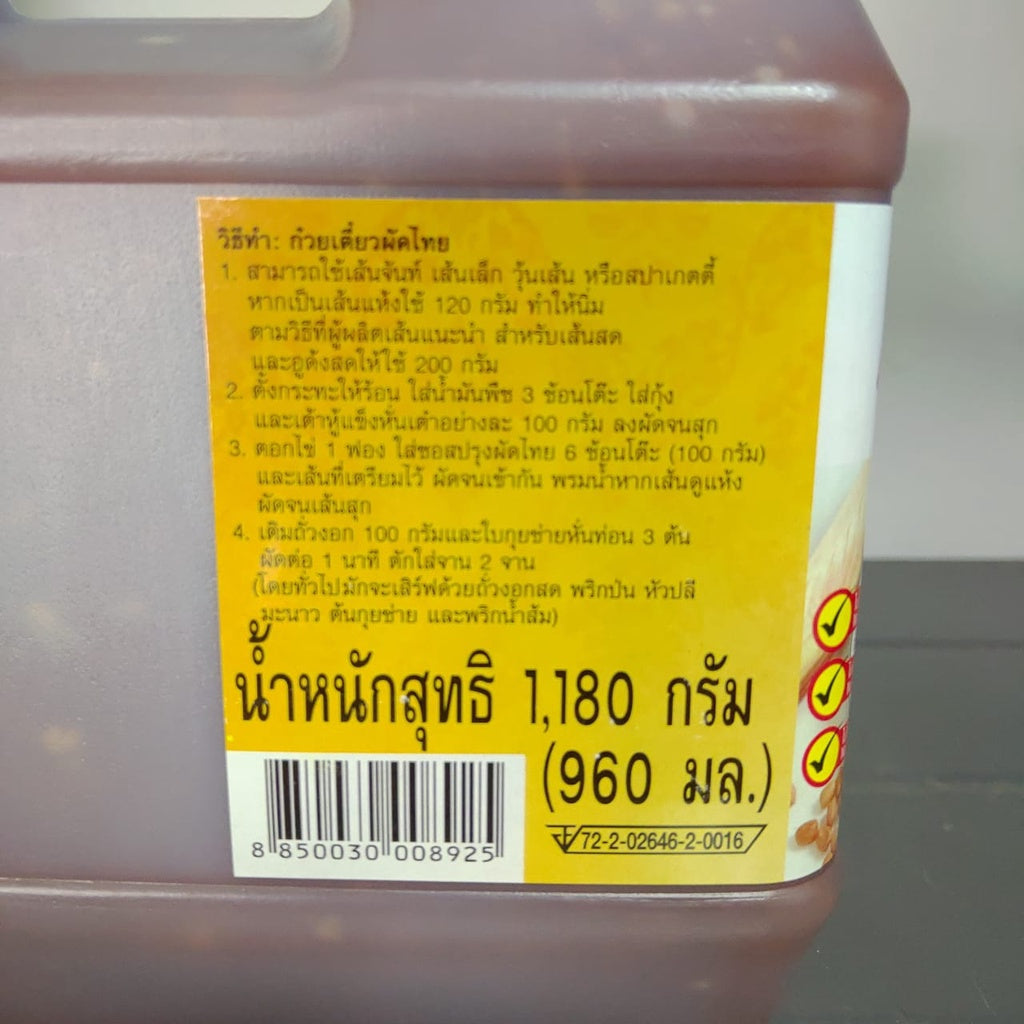 วิธีทำ: ก๋วยเตี๋ยวผัดไทย
1. สามารถใช้เส้นจันท์ เส้นเล็ก วุ้นเส้น หรือสปาเกตตี้
หากเป็นเส้นแห้งใช้ 120 กรัม ทำให้นิ่ม
ตามวิธีที่ผู้ผลิตเส้นแนะนำ สำหรับเส้นสด
และอูด้งสดให้ใช้ 200 กรัม
2. ตั้งกระทะให้ร้อน ใส่น้ำมันพืช 3 ช้อนโต๊ะ ใส่กุ้ง
และเต้าหู้แข็งหั่นเต๋าอย่างละ 100 กรัม ลงผัดจนสุก
3. ตอกไข่ 1 ฟอง ใส่ซอสปรุงผัดไทย 6 ช้อนโต๊ะ (100 กรัม)
และเส้นที่เตรียมไว้ ผัดจนเข้ากัน พรมน้ำหากเส้นดูแห้ง
ผัดจนเส้นสุก
4. เติมถั่วงอก 100 กรัมและใบกุยช่ายหั่นท่อน 3 ต้น
ผัดต่อ 1 นาที ตักใส่จาน 2 จาน
(โดยทั่วไปมักจะเสิร์ฟด้วยถั่วงอกสด พริกป่น หัวปลี
มะนาว ต้นกุยช่าย และพริกน้ำส้ม)
น้ำหนักสุทธิ 1,180 กรัม
(960 มล.)
72-2-02646-2-0016
8 850030 008925